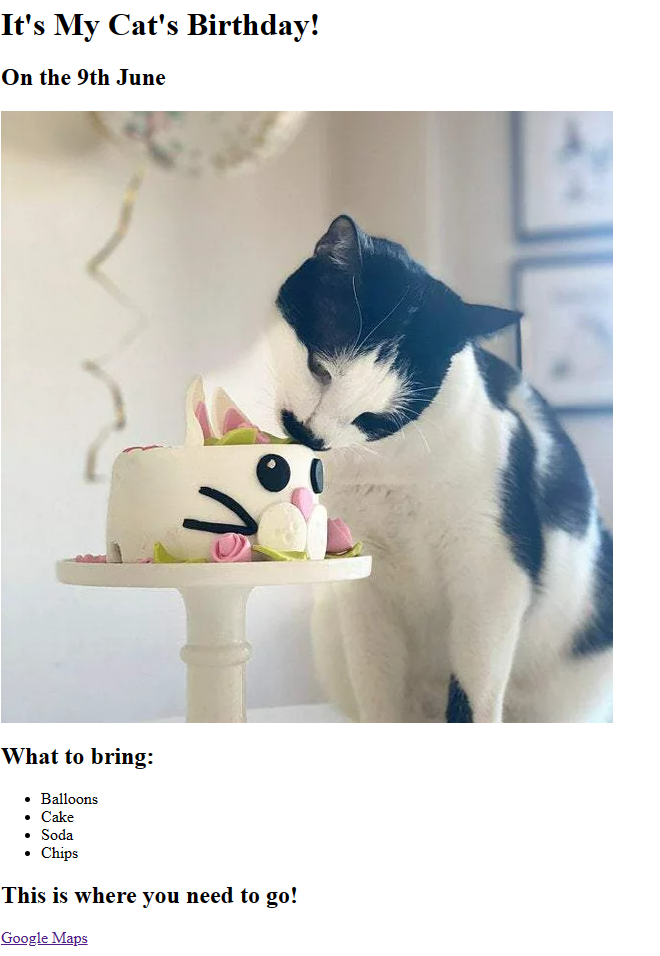 It's My Cat's Birthday!
On the 9th June
What to bring:
Balloons
Cake
Soda
Chips
This is where you need to go!
Google Maps